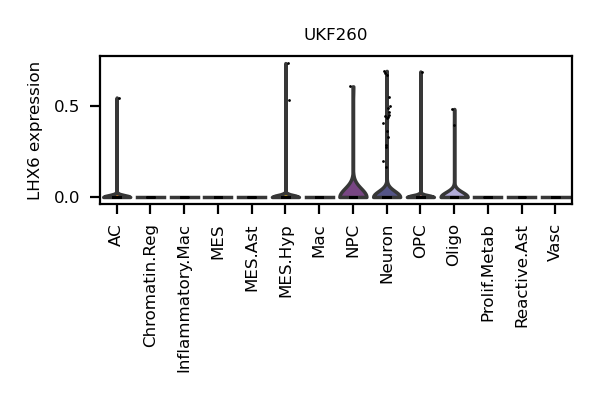 UKF260
LHX6 expression
0.5
0.0
AC
Chromatin.Reg
Inflammatory.Mac
MES
MES.Ast
MES.Hyp
Mac
NPC
Neuron
OPC
Oligo
Prolif.Metab
Reactive.Ast
Vasc